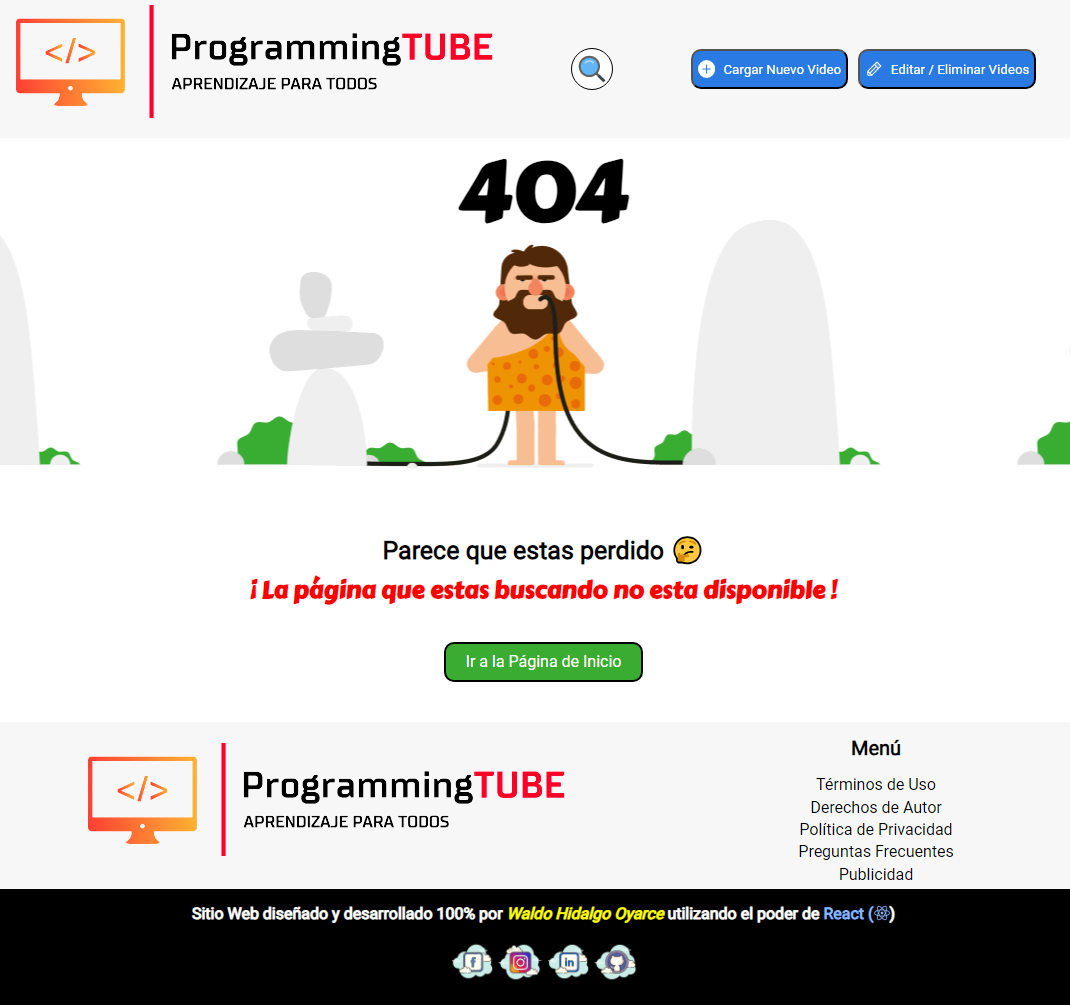 </>
ProgrammingTUBE
APRENDIZAJE PARA TODOS
Cargar Nuevo Video
Editar / Eliminar Videos
404
Parece que estas perdido 🤔
¡ La página que estas buscando no esta disponible !
Ir a la Página de Inicio
</>
ProgrammingTUBE
APRENDIZAJE PARA TODOS
Menú
Términos de Uso
Derechos de Autor
Política de Privacidad
Preguntas Frecuentes
Publicidad
Sitio Web diseñado y desarrollado 100% por Waldo Hidalgo Oyarce utilizando el poder de React (⚛)
f
in